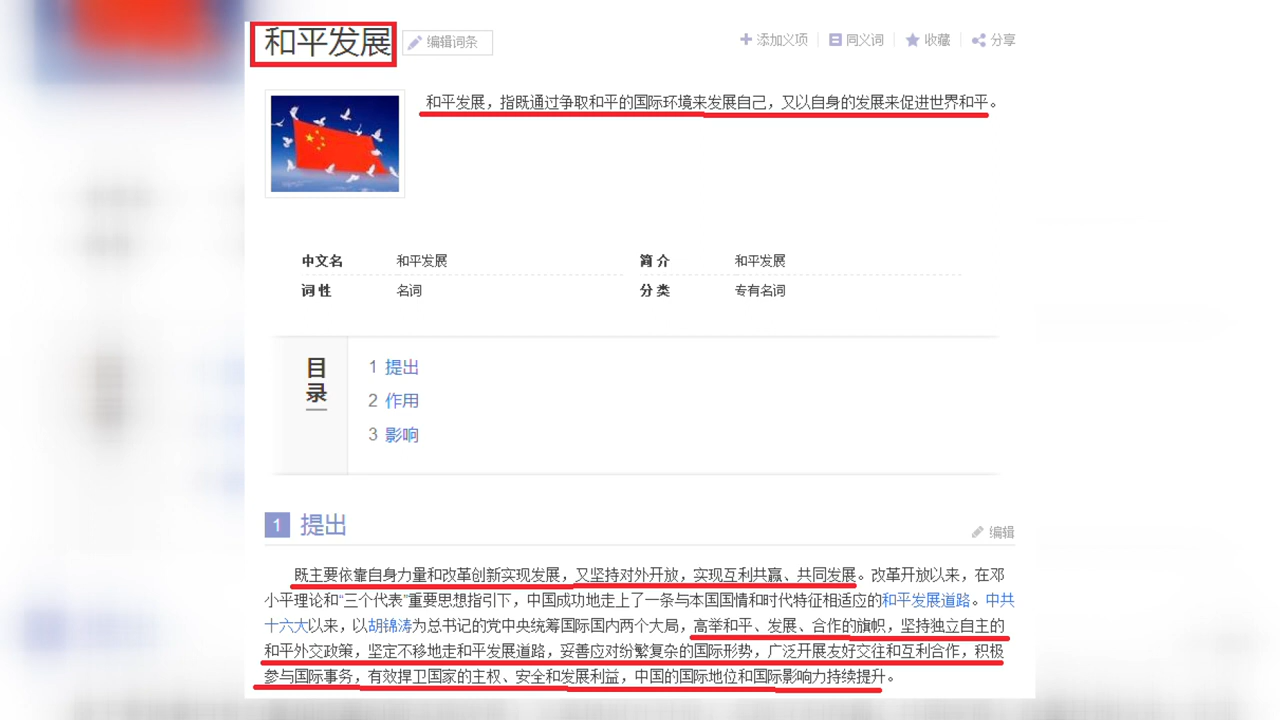 和平发展 编辑词条 添加义项 同义词 收藏 分享
和平发展，指既通过争取和平的国际环境来发展自己，又以自身的发展来促进世界和平。
中文名 和平发展 简介 和平发展
词性 名词 分类 专有名词
目录
1 提出
2 作用
3 影响
1 提出 编辑
既主要依靠自身力量和改革创新实现发展，又坚持对外开放，实现互利共赢、共同发展。改革开放以来，在邓
小平理论和“三个代表”重要思想指引下，中国成功地走上了一条与本国国情和时代特征相适应的和平发展道路。中共
十六大以来，以胡锦涛为总书记的党中央统筹国际国内两个大局，高举和平、发展、合作的旗帜，坚持独立自主的
和平外交政策，坚定不移地走和平发展道路，妥善应对纷繁复杂的国际形势，广泛开展友好交往和互利合作，积极
参与国际事务，有效捍卫国家的主权、安全和发展利益，中国的国际地位和国际影响力持续提升。